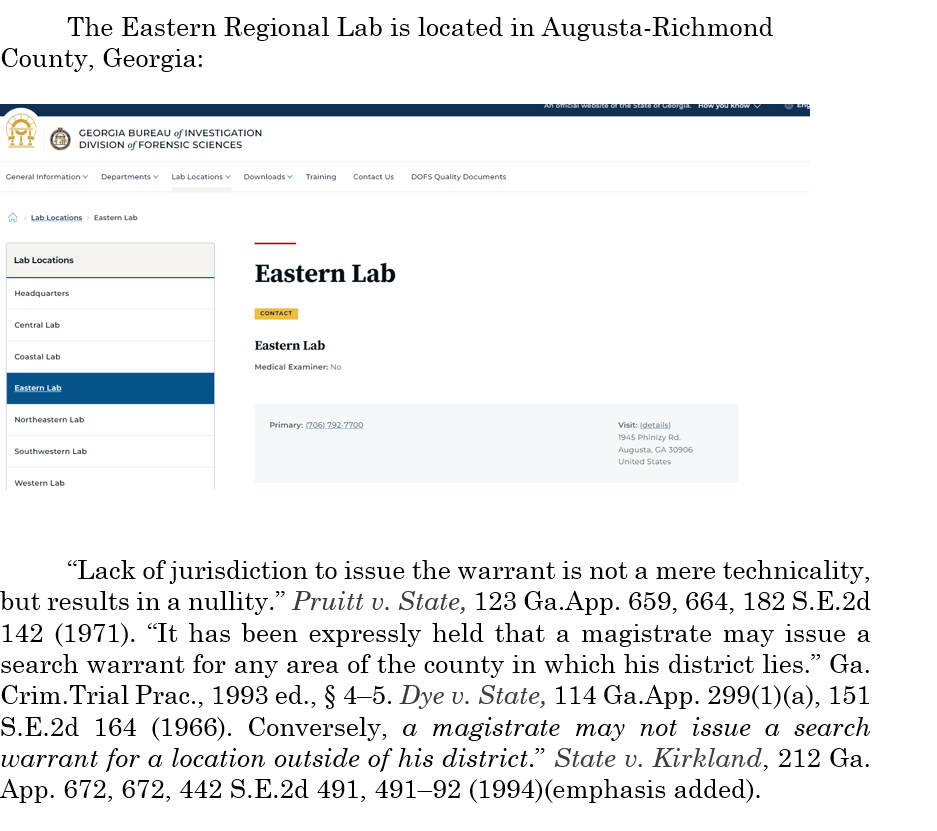 The Eastern Regional Lab is located in Augusta-Richmond
County, Georgia:
An official website of the State of Georgia. How you know
GEORGIA BUREAU of INVESTIGATION
DIVISION of FORENSIC SCIENCES
General Information Departments Lab Locations Downloads Training Contact Us DOFS Quality Documents
Lab Locations Eastern Lab
Lab Locations
Headquarters
Central Lab
Coastal Lab
Eastern Lab
Northeastern Lab
Southwestern Lab
Western Lab
Eastern Lab
CONTACT
Eastern Lab
Medical Examiner: No
Primary: (706) 792-7700
Visit: (details)
1945 Phinizy Rd.
Augusta, GA 30906
United States
“Lack of jurisdiction to issue the warrant is not a mere technicality,
but results in a nullity.” Pruitt v. State, 123 Ga.App. 659, 664, 182 S.E.2d
142 (1971). “It has been expressly held that a magistrate may issue a
search warrant for any area of the county in which his district lies.” Ga.
Crim.Trial Prac., 1993 ed., § 4–5. Dye v. State, 114 Ga.App. 299(1)(a), 151
S.E.2d 164 (1966). Conversely, a magistrate may not issue a search
warrant for a location outside of his district.” State v. Kirkland, 212 Ga.
App. 672, 672, 442 S.E.2d 491, 491–92 (1994)(emphasis added).